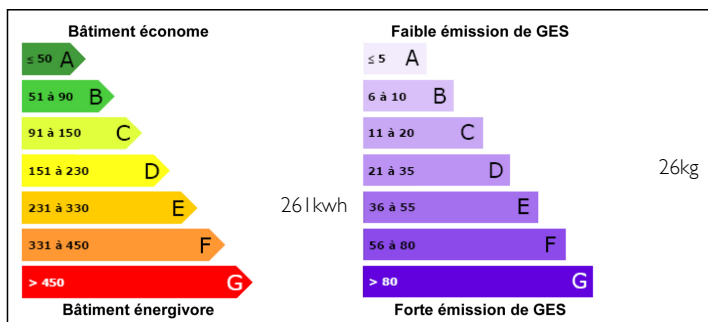 Bâtiment économe
≤ 50 A
51 à 90 B
91 à 150 C
151 à 230 D
231 à 330 E
261kwh
331 à 450 F
> 450 G
Bâtiment énergivore
Faible émission de GES
≤ 5 A
6 à 10 B
11 à 20 C
21 à 35 D
26kg
36 à 55 E
56 à 80 F
> 80 G
Forte émission de GES